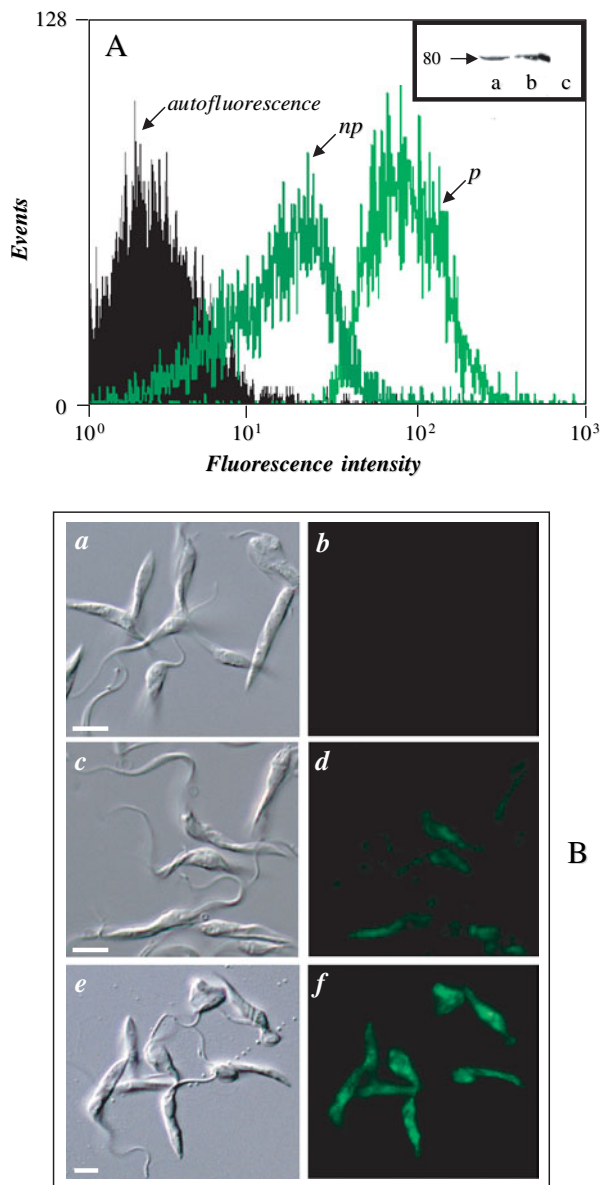 128
A
autofluorescence
np
p
80
a b c
Events
0
10⁰ 10¹ 10² 10³
Fluorescence intensity
a b
c d
B
e f